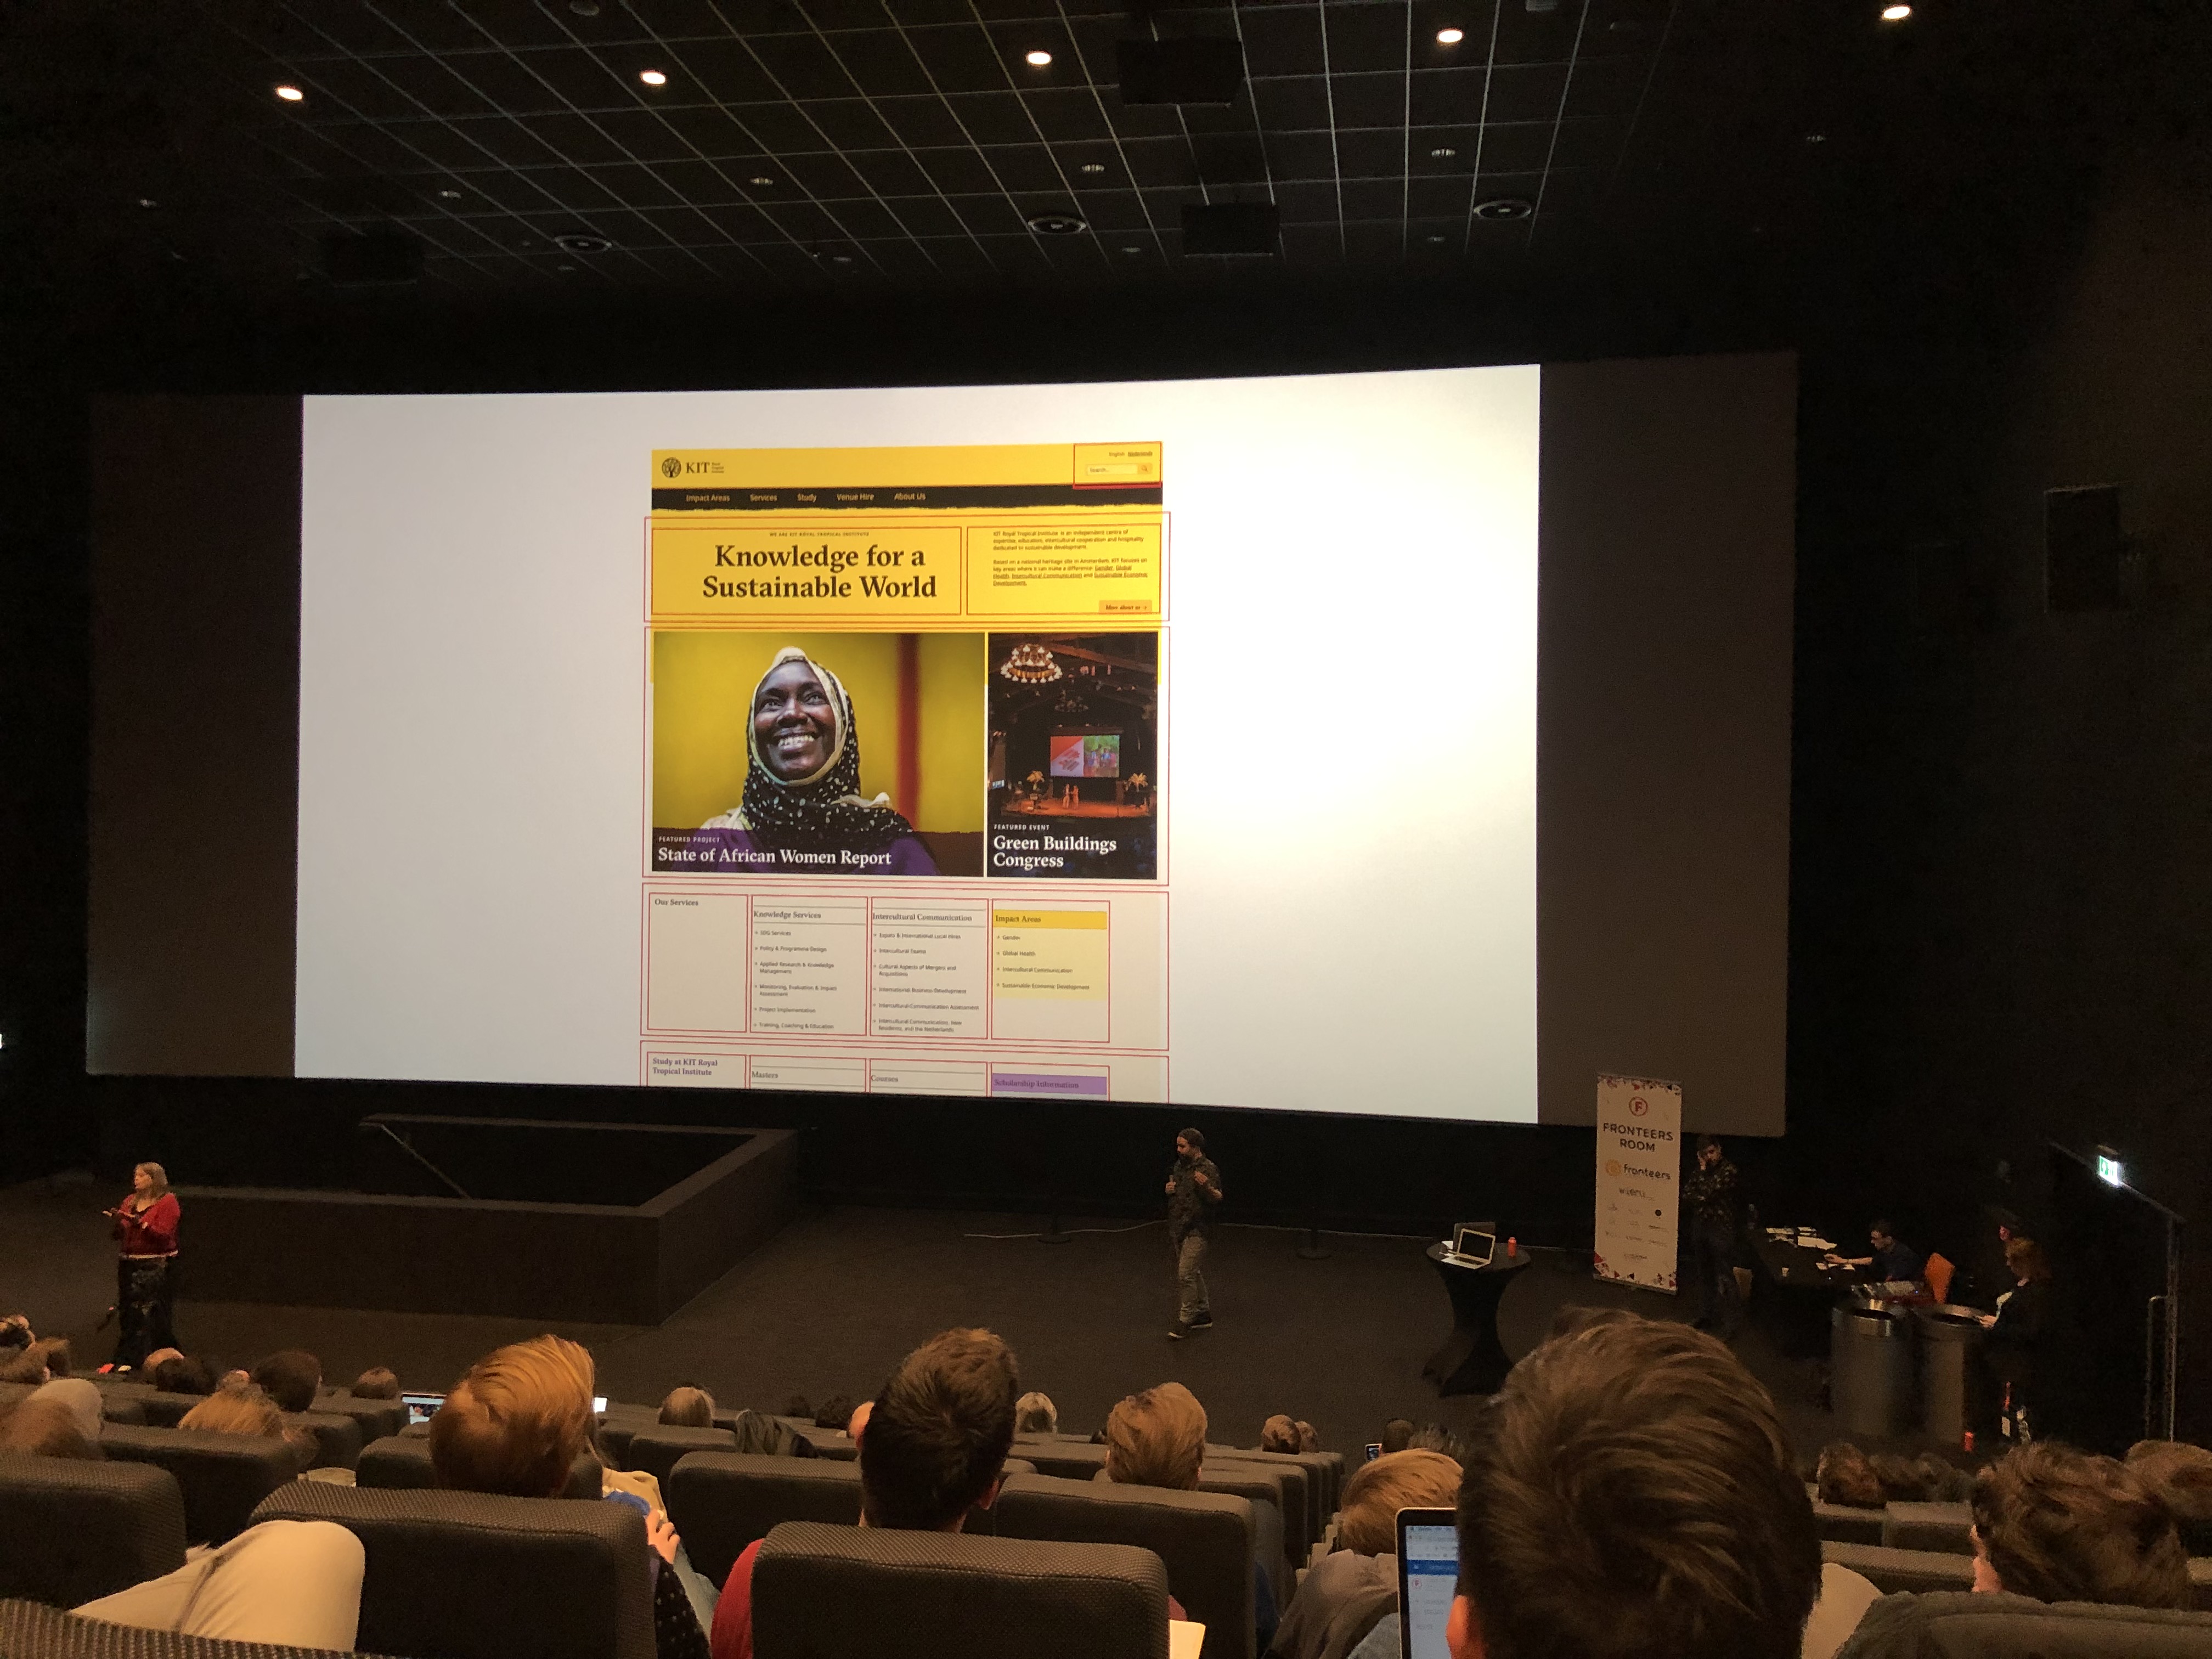 KIT Royal
Tropical
Institute
English Nederlands
Search...
Impact Areas Services Study Venue Hire About Us
WE ARE KIT ROYAL TROPICAL INSTITUTE
Knowledge for a
Sustainable World
KIT Royal Tropical Institute is an independent centre of
expertise, education, intercultural cooperation and hospitality
dedicated to sustainable development.
Based on a national heritage site in Amsterdam, KIT focuses on
key areas where it can make a difference: Gender, Global
Health, Intercultural Communication and Sustainable Economic
Development.
More about us →
FEATURED PROJECT
State of African Women Report
FEATURED EVENT
Green Buildings
Congress
Our Services
Knowledge Services
SDG Services
Policy & Programme Design
Applied Research & Knowledge
Management
Monitoring, Evaluation & Impact
Assessment
Project Implementation
Training, Coaching & Education
Intercultural Communication
Expats & International Local Hires
Intercultural Teams
Cultural Aspects of Mergers and
Acquisitions
International Business Development
Intercultural Communication Assessment
Intercultural Communication, New
Residents, and the Netherlands
Impact Areas
Gender
Global Health
Intercultural Communication
Sustainable Economic Development
Study at KIT Royal
Tropical Institute
Masters
Courses
Scholarship Information
F
FRONTEERS
ROOM
fronteers